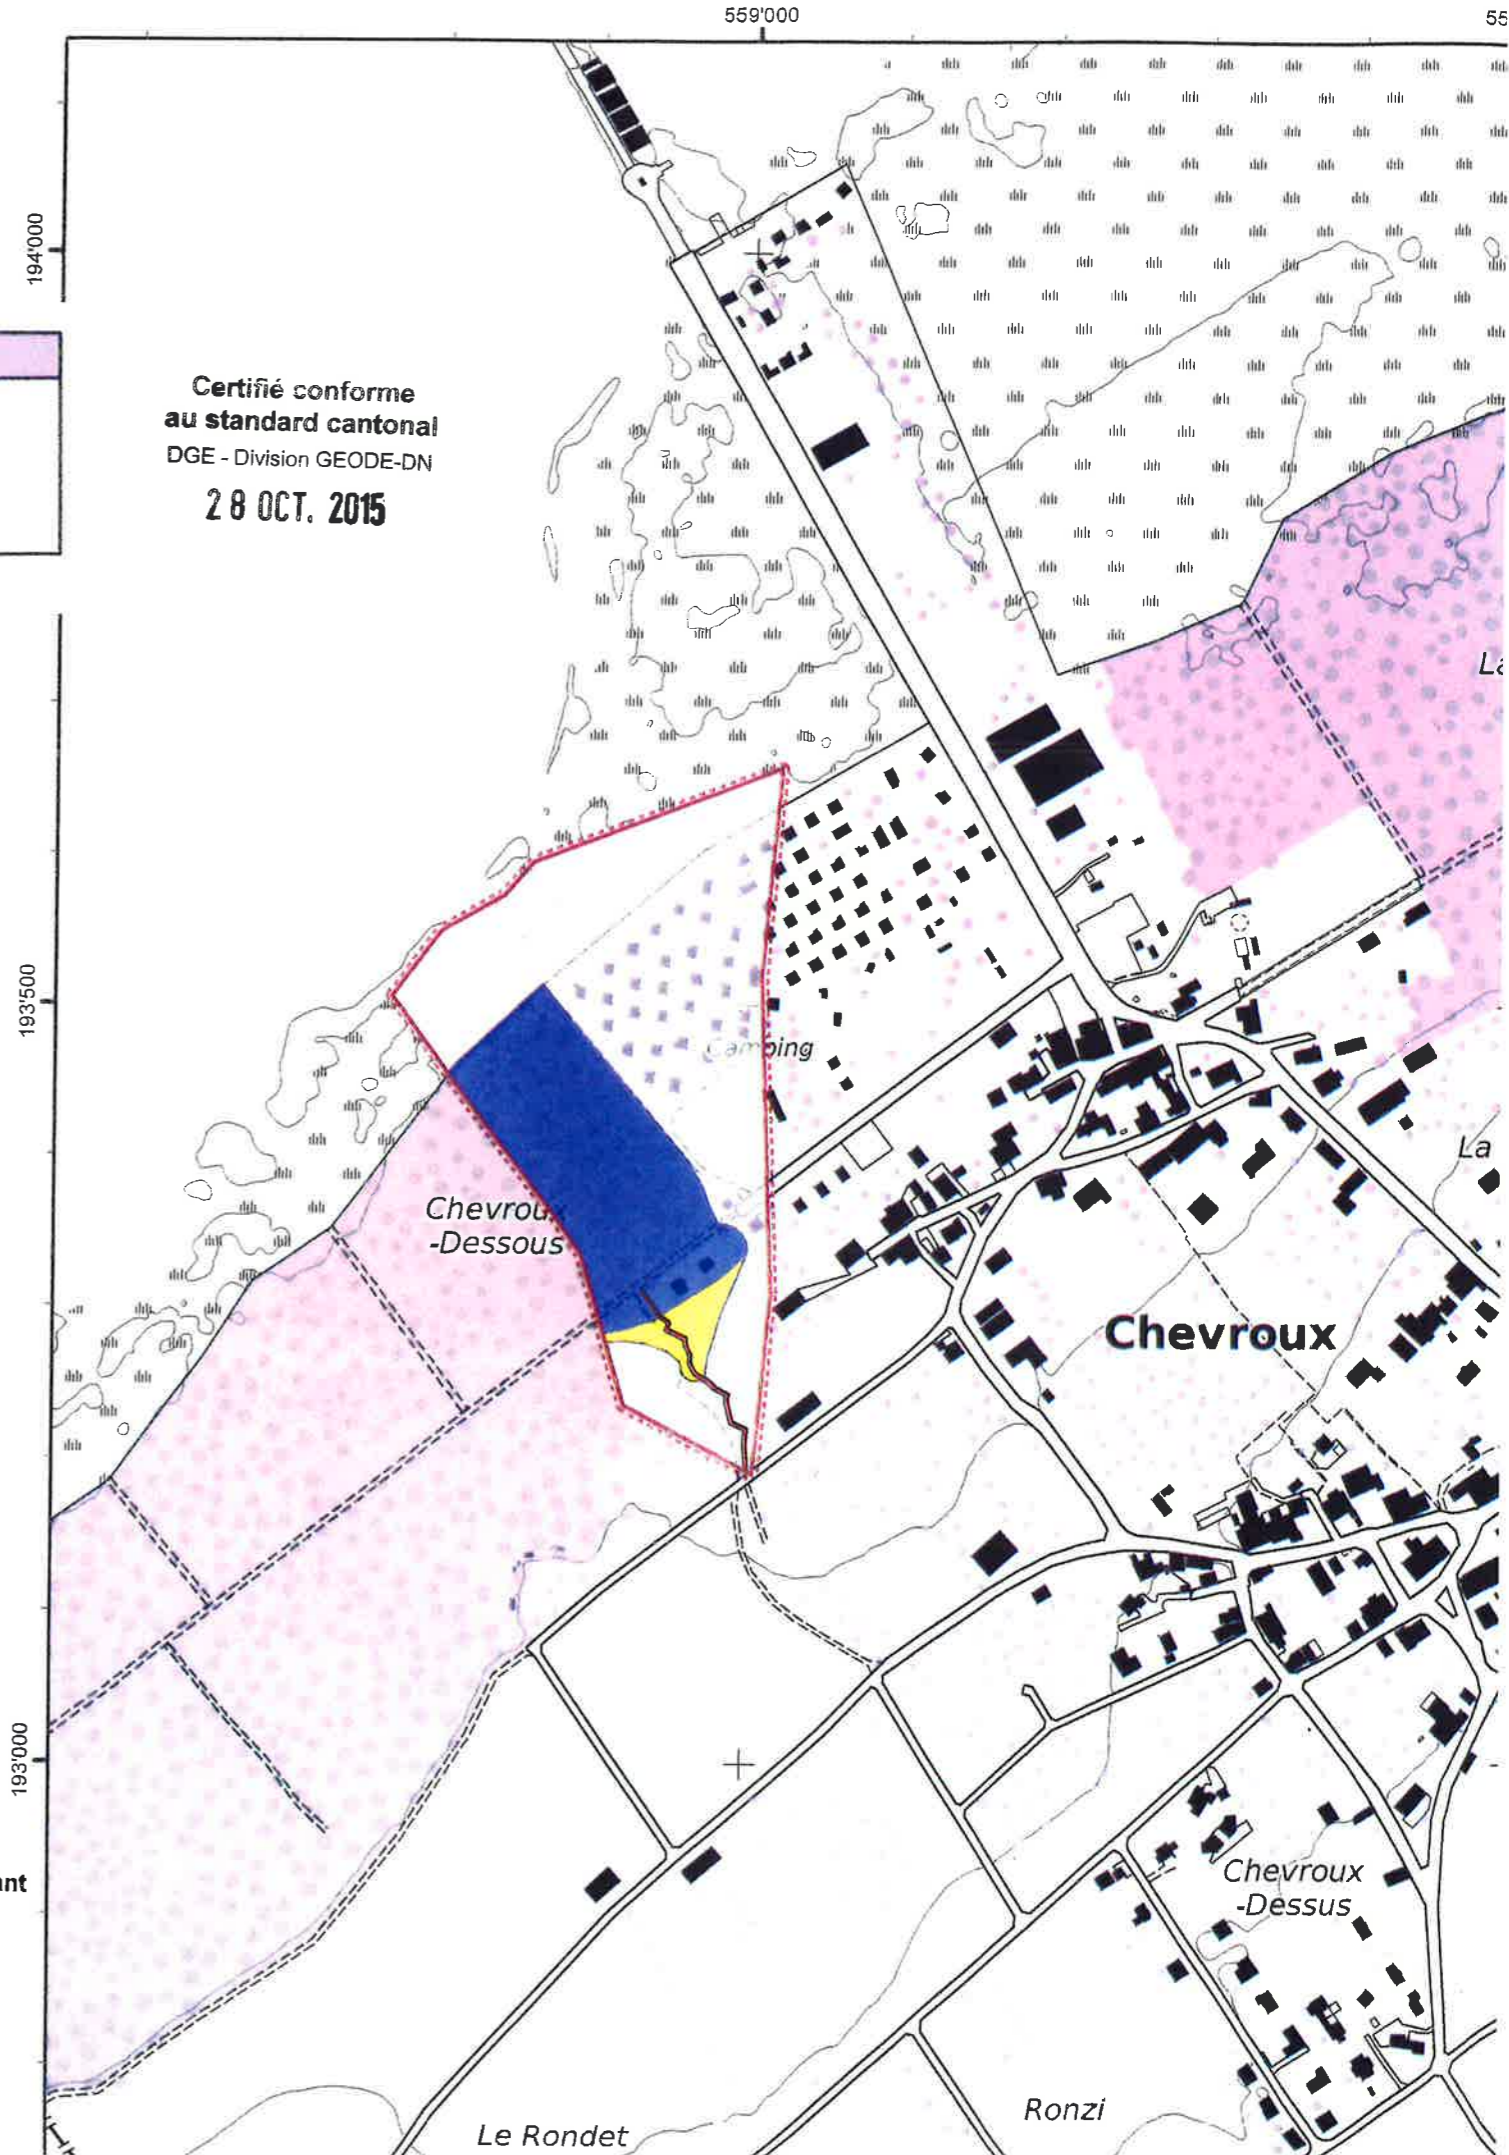 559'000
55
194'000
Certifié conforme
au standard cantonal
DGE - Division GEODE-DN
28 OCT. 2015
La
193'500
Camping
La
Chevroux
-Dessous
Chevroux
193'000
ant
Chevroux
-Dessus
Ronzi
Le Rondet